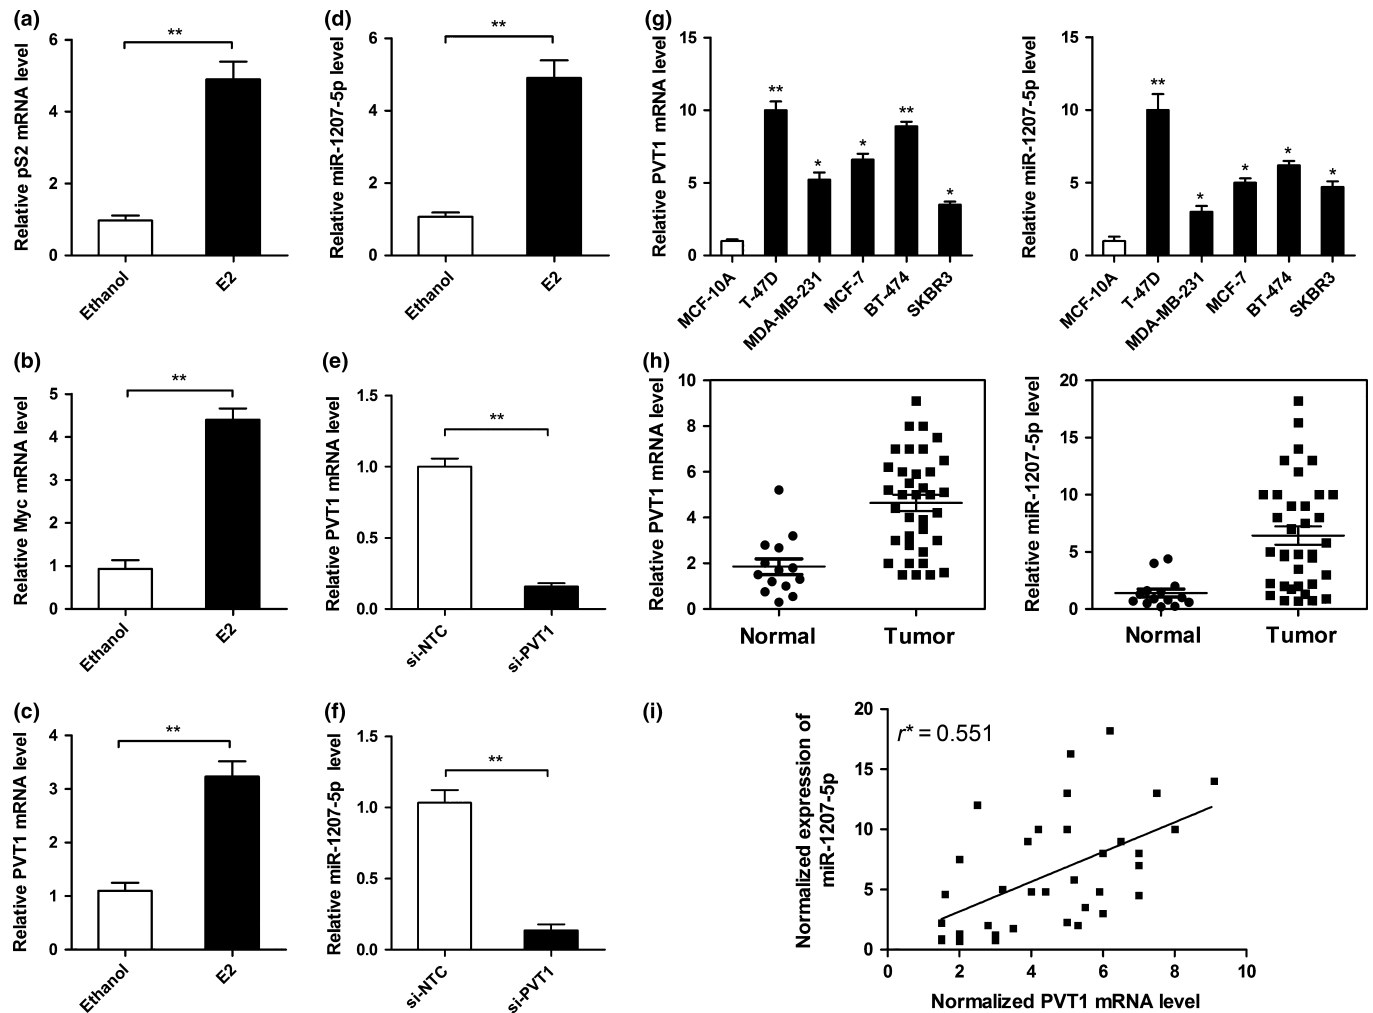 (a)
Relative pS2 mRNA level
6
4
2
0
**
Ethanol
E2
(d)
Relative miR-1207-5p level
6
4
2
0
**
Ethanol
E2
(g)
Relative PVT1 mRNA level
15
10
5
0
**
*
*
**
*
MCF-10A
T-47D
MDA-MB-231
MCF-7
BT-474
SKBR3
Relative miR-1207-5p level
15
10
5
0
**
*
*
*
*
MCF-10A
T-47D
MDA-MB-231
MCF-7
BT-474
SKBR3
(b)
Relative Myc mRNA level
5
4
3
2
1
0
**
Ethanol
E2
(e)
Relative PVT1 mRNA level
1.5
1.0
0.5
0.0
**
si-NTC
si-PVT1
(h)
Relative PVT1 mRNA level
10
8
6
4
2
0
Normal
Tumor
Relative miR-1207-5p level
20
15
10
5
0
Normal
Tumor
(c)
Relative PVT1 mRNA level
4
3
2
1
0
**
Ethanol
E2
(f)
Relative miR-1207-5p level
1.5
1.0
0.5
0.0
**
si-NTC
si-PVT1
(i)
Normalized expression of
miR-1207-5p
20
15
10
5
0
r* = 0.551
0
2
4
6
8
10
Normalized PVT1 mRNA level